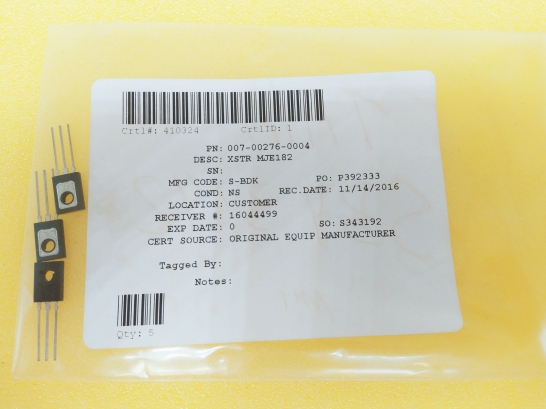 Crtl#: 410324 CrtlID: 1
PN: 007-00276-0004
DESC: XSTR MJE182
SN:
MFG CODE: S-BDK PO: P392333
COND: NS REC.DATE: 11/14/2016
LOCATION: CUSTOMER
RECEIVER #: 16044499
EXP DATE: 0 SO: S343192
CERT SOURCE: ORIGINAL EQUIP MANUFACTURER
Tagged By:
Notes:
Qty: 5